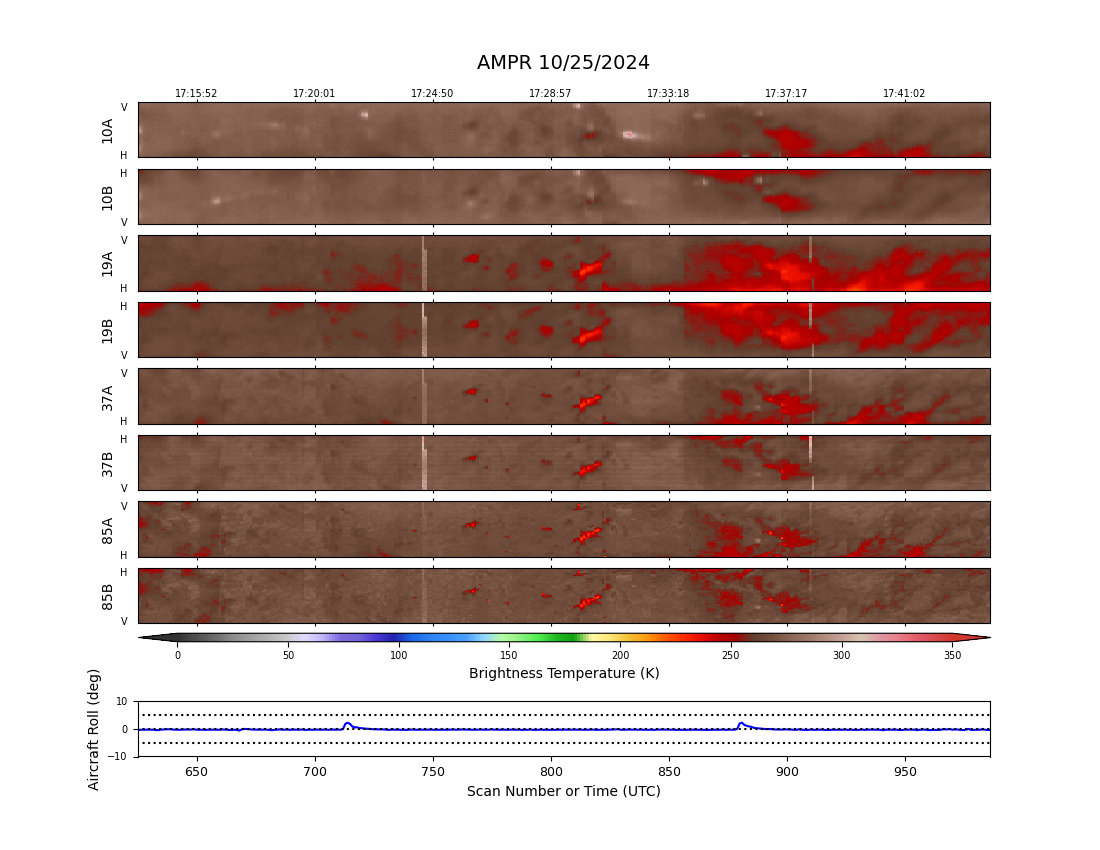 AMPR 10/25/2024
17:15:52 17:20:01 17:24:50 17:28:57 17:33:18 17:37:17 17:41:02
V
10A
H
H
10B
V
V
19A
H
H
19B
V
V
37A
H
H
37B
V
V
85A
H
H
85B
V
0 50 100 150 200 250 300 350
Brightness Temperature (K)
Aircraft Roll (deg)
10
0
−10
650 700 750 800 850 900 950
Scan Number or Time (UTC)